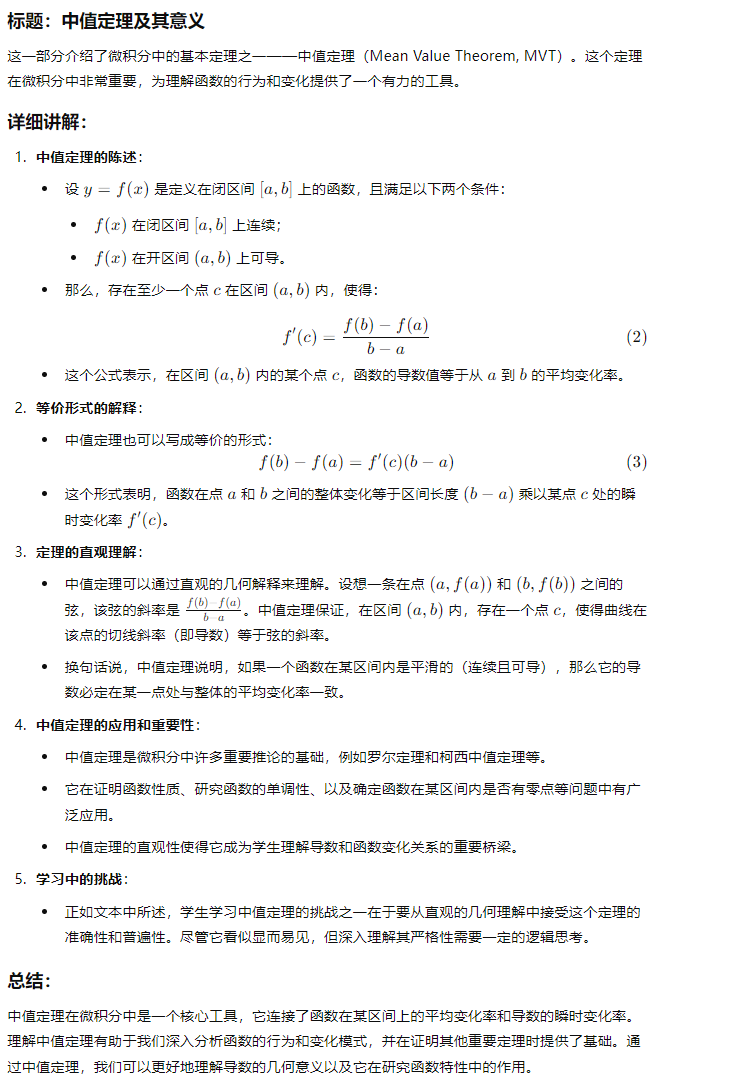 标题：中值定理及其意义
这一部分介绍了微积分中的基本定理之一——中值定理（Mean Value Theorem, MVT）。这个定理
在微积分中非常重要，为理解函数的行为和变化提供了一个有力的工具。
详细讲解：
1. 中值定理的陈述：
• 设 y = f(x) 是定义在闭区间 [a, b] 上的函数，且满足以下两个条件：
• f(x) 在闭区间 [a, b] 上连续；
• f(x) 在开区间 (a, b) 上可导。
• 那么，存在至少一个点 c 在区间 (a, b) 内，使得：
f′(c) = \frac{f(b) − f(a)}{b − a} (2)
• 这个公式表示，在区间 (a, b) 内的某个点 c，函数的导数值等于从 a 到 b 的平均变化率。
2. 等价形式的解释：
• 中值定理也可以写成等价的形式：
f(b) − f(a) = f′(c)(b − a) (3)
• 这个形式表明，函数在点 a 和 b 之间的整体变化等于区间长度 (b − a) 乘以某点 c 处的瞬
时变化率 f′(c)。
3. 定理的直观理解：
• 中值定理可以通过直观的几何解释来理解。设想一条在点 (a, f(a)) 和 (b, f(b)) 之间的
弦，该弦的斜率是 \frac{f(b)−f(a)}{b−a}。中值定理保证，在区间 (a, b) 内，存在一个点 c，使得曲线在
该点的切线斜率（即导数）等于弦的斜率。
• 换句话说，中值定理说明，如果一个函数在某区间内是平滑的（连续且可导），那么它的导
数必定在某一点处与整体的平均变化率一致。
4. 中值定理的应用和重要性：
• 中值定理是微积分中许多重要推论的基础，例如罗尔定理和柯西中值定理等。
• 它在证明函数性质、研究函数的单调性、以及确定函数在某区间内是否有零点等问题中有广
泛应用。
• 中值定理的直观性使得它成为学生理解导数和函数变化关系的重要桥梁。
5. 学习中的挑战：
• 正如文本中所述，学生学习中值定理的挑战之一在于要从直观的几何理解中接受这个定理的
准确性和普遍性。尽管它看似显而易见，但深入理解其严格性需要一定的逻辑思考。
总结：
中值定理在微积分中是一个核心工具，它连接了函数在某区间上的平均变化率和导数的瞬时变化率。
理解中值定理有助于我们深入分析函数的行为和变化模式，并在证明其他重要定理时提供了基础。通
过中值定理，我们可以更好地理解导数的几何意义以及它在研究函数特性中的作用。